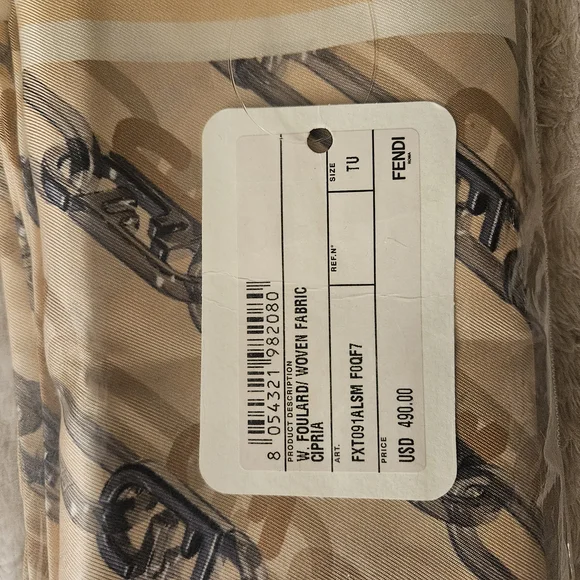 FENDI
ROMA
SIZE
TU
REF.N°
8 054321 982080
PRODUCT DESCRIPTION
W. FOULARD/ WOVEN FABRIC
CIPRIA
ART.
FXT091ALSM F0QF7
PRICE
USD 490.00